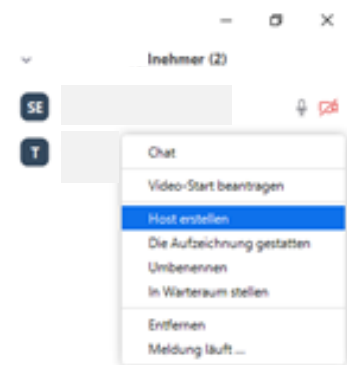 lnehmer (2)
SE
T
Chat
Video-Start beantragen
Host erstellen
Die Aufzeichnung gestatten
Umbenennen
In Warteraum stellen
Entfernen
Meldung läuft ...